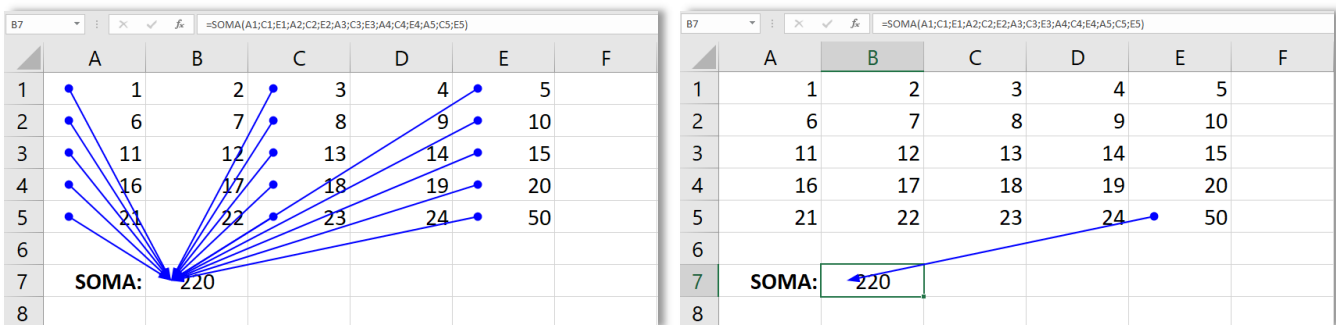 B7 fx =SOMA(A1;C1;E1;A2;C2;E2;A3;C3;E3;A4;C4;E4;A5;C5;E5)
A B C D E F
1 1 2 3 4 5
2 6 7 8 9 10
3 11 12 13 14 15
4 16 17 18 19 20
5 21 22 23 24 50
6
7 SOMA: 220
8
B7 fx =SOMA(A1;C1;E1;A2;C2;E2;A3;C3;E3;A4;C4;E4;A5;C5;E5)
A B C D E F
1 1 2 3 4 5
2 6 7 8 9 10
3 11 12 13 14 15
4 16 17 18 19 20
5 21 22 23 24 50
6
7 SOMA: 220
8